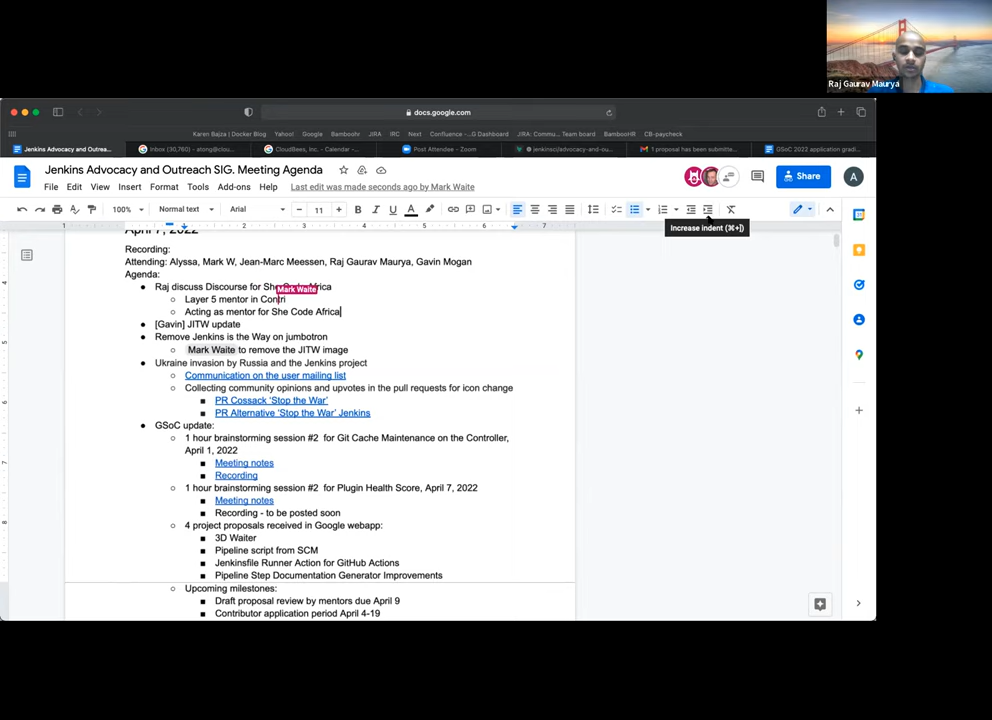 Raj Gaurav Maurya
docs.google.com
Karen Bajza | Docker Blog Yahoo! Google Bamboohr JIRA IRC Next Confluence -...G Dashboard JIRA: Commu... Team board BambooHR CB-paycheck
Jenkins Advocacy and Outrea... Inbox (30,760) - atong@clou... CloudBees, Inc. - Calendar -... Post Attendee - Zoom jenkinsci/advocacy-and-ou... 1 proposal has been submitte... GSoC 2022 application gradi...
Jenkins Advocacy and Outreach SIG. Meeting Agenda
File Edit View Insert Format Tools Add-ons Help Last edit was made seconds ago by Mark Waite
Share
A
100% Normal text Arial 11 B I U A
Increase indent (⌘+])
1 2 3 4 5 6 7
April 7, 2022
Recording:
Attending: Alyssa, Mark W, Jean-Marc Meessen, Raj Gaurav Maurya, Gavin Mogan
Agenda:
Raj discuss Discourse for She Code Africa
Mark Waite
Layer 5 mentor in Contri
Acting as mentor for She Code Africa
[Gavin] JITW update
Remove Jenkins is the Way on jumbotron
Mark Waite to remove the JITW image
Ukraine invasion by Russia and the Jenkins project
Communication on the user mailing list
Collecting community opinions and upvotes in the pull requests for icon change
PR Cossack ‘Stop the War’
PR Alternative ‘Stop the War’ Jenkins
GSoC update:
1 hour brainstorming session #2 for Git Cache Maintenance on the Controller,
April 1, 2022
Meeting notes
Recording
1 hour brainstorming session #2 for Plugin Health Score, April 7, 2022
Meeting notes
Recording - to be posted soon
4 project proposals received in Google webapp:
3D Waiter
Pipeline script from SCM
Jenkinsfile Runner Action for GitHub Actions
Pipeline Step Documentation Generator Improvements
Upcoming milestones:
Draft proposal review by mentors due April 9
Contributor application period April 4-19